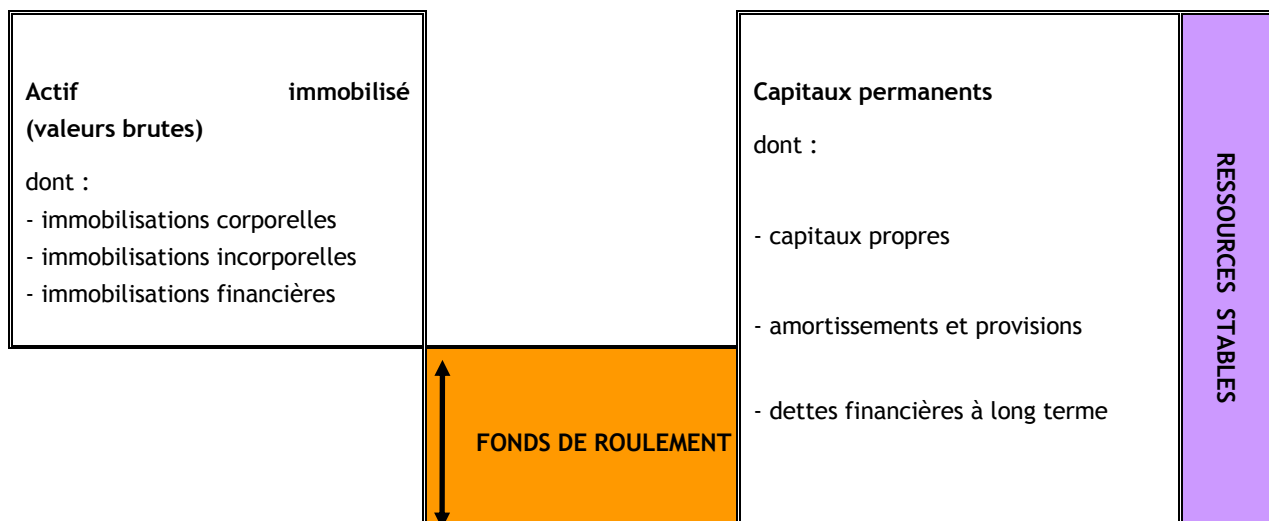 Actif immobilisé
(valeurs brutes)
dont :
- immobilisations corporelles
- immobilisations incorporelles
- immobilisations financières
FONDS DE ROULEMENT
Capitaux permanents
dont :
- capitaux propres
- amortissements et provisions
- dettes financières à long terme
RESSOURCES STABLES